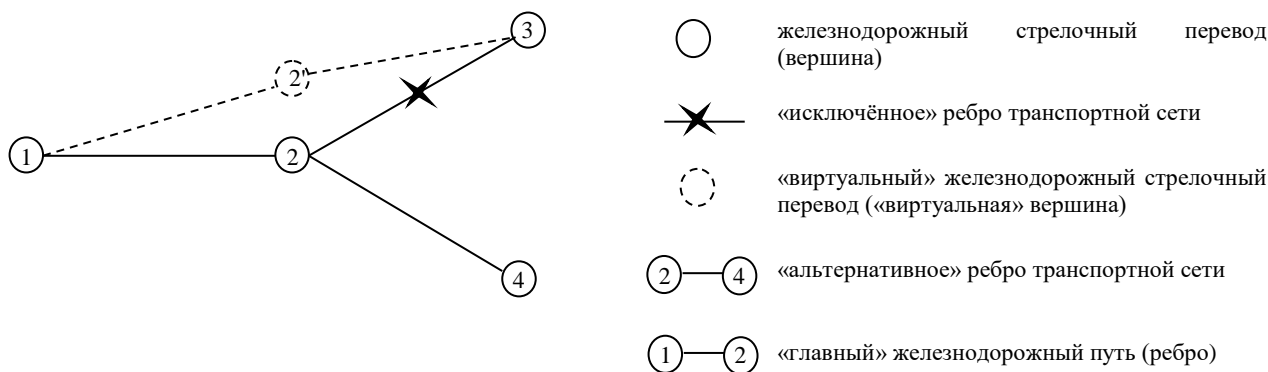 3
2'
1
2
4
железнодорожный стрелочный перевод
(вершина)
«исключённое» ребро транспортной сети
«виртуальный» железнодорожный стрелочный
перевод («виртуальная» вершина)
2 4 «альтернативное» ребро транспортной сети
1 2 «главный» железнодорожный путь (ребро)